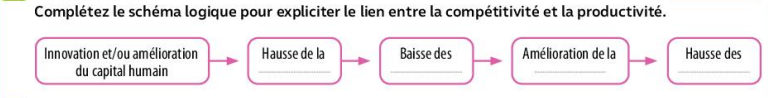 Complétez le schéma logique pour expliciter le lien entre la compétitivité et la productivité.
Innovation et/ou amélioration
du capital humain
Hausse de la
Baisse des
Amélioration de la
Hausse des